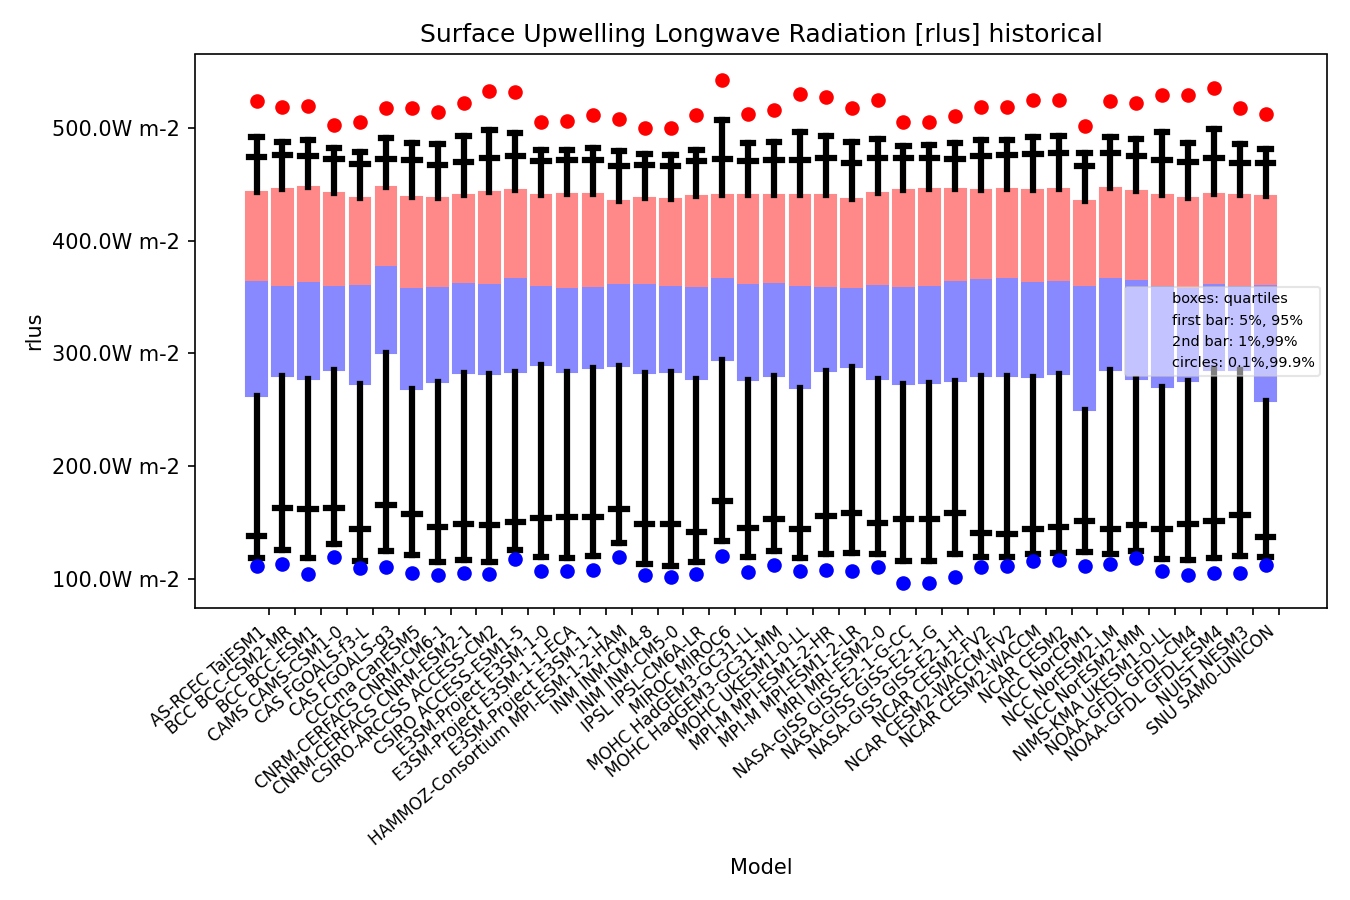 Surface Upwelling Longwave Radiation [rlus] historical
500.0W m-2
400.0W m-2
300.0W m-2
200.0W m-2
100.0W m-2
rlus
boxes: quartiles
first bar: 5%, 95%
2nd bar: 1%,99%
circles: 0.1%,99.9%
AS-RCEC TaiESM1
BCC BCC-CSM2-MR
BCC BCC-ESM1
CAMS CAMS-CSM1-0
CAS FGOALS-f3-L
CAS FGOALS-g3
CCCma CanESM5
CNRM-CERFACS CNRM-CM6-1
CNRM-CERFACS CNRM-ESM2-1
CSIRO-ARCCSS ACCESS-CM2
CSIRO ACCESS-ESM1-5
E3SM-Project E3SM-1-0
E3SM-Project E3SM-1-1-ECA
E3SM-Project E3SM-1-1
HAMMOZ-Consortium MPI-ESM-1-2-HAM
INM INM-CM4-8
INM INM-CM5-0
IPSL IPSL-CM6A-LR
MIROC MIROC6
MOHC HadGEM3-GC31-LL
MOHC HadGEM3-GC31-MM
MOHC UKESM1-0-LL
MPI-M MPI-ESM1-2-HR
MPI-M MPI-ESM1-2-LR
MRI MRI-ESM2-0
NASA-GISS GISS-E2-1-G-CC
NASA-GISS GISS-E2-1-G
NASA-GISS GISS-E2-1-H
NCAR CESM2-FV2
NCAR CESM2-WACCM-FV2
NCAR CESM2-WACCM
NCAR CESM2
NCC NorCPM1
NCC NorESM2-LM
NCC NorESM2-MM
NIMS-KMA UKESM1-0-LL
NOAA-GFDL GFDL-CM4
NOAA-GFDL GFDL-ESM4
NUIST NESM3
SNU SAM0-UNICON
Model